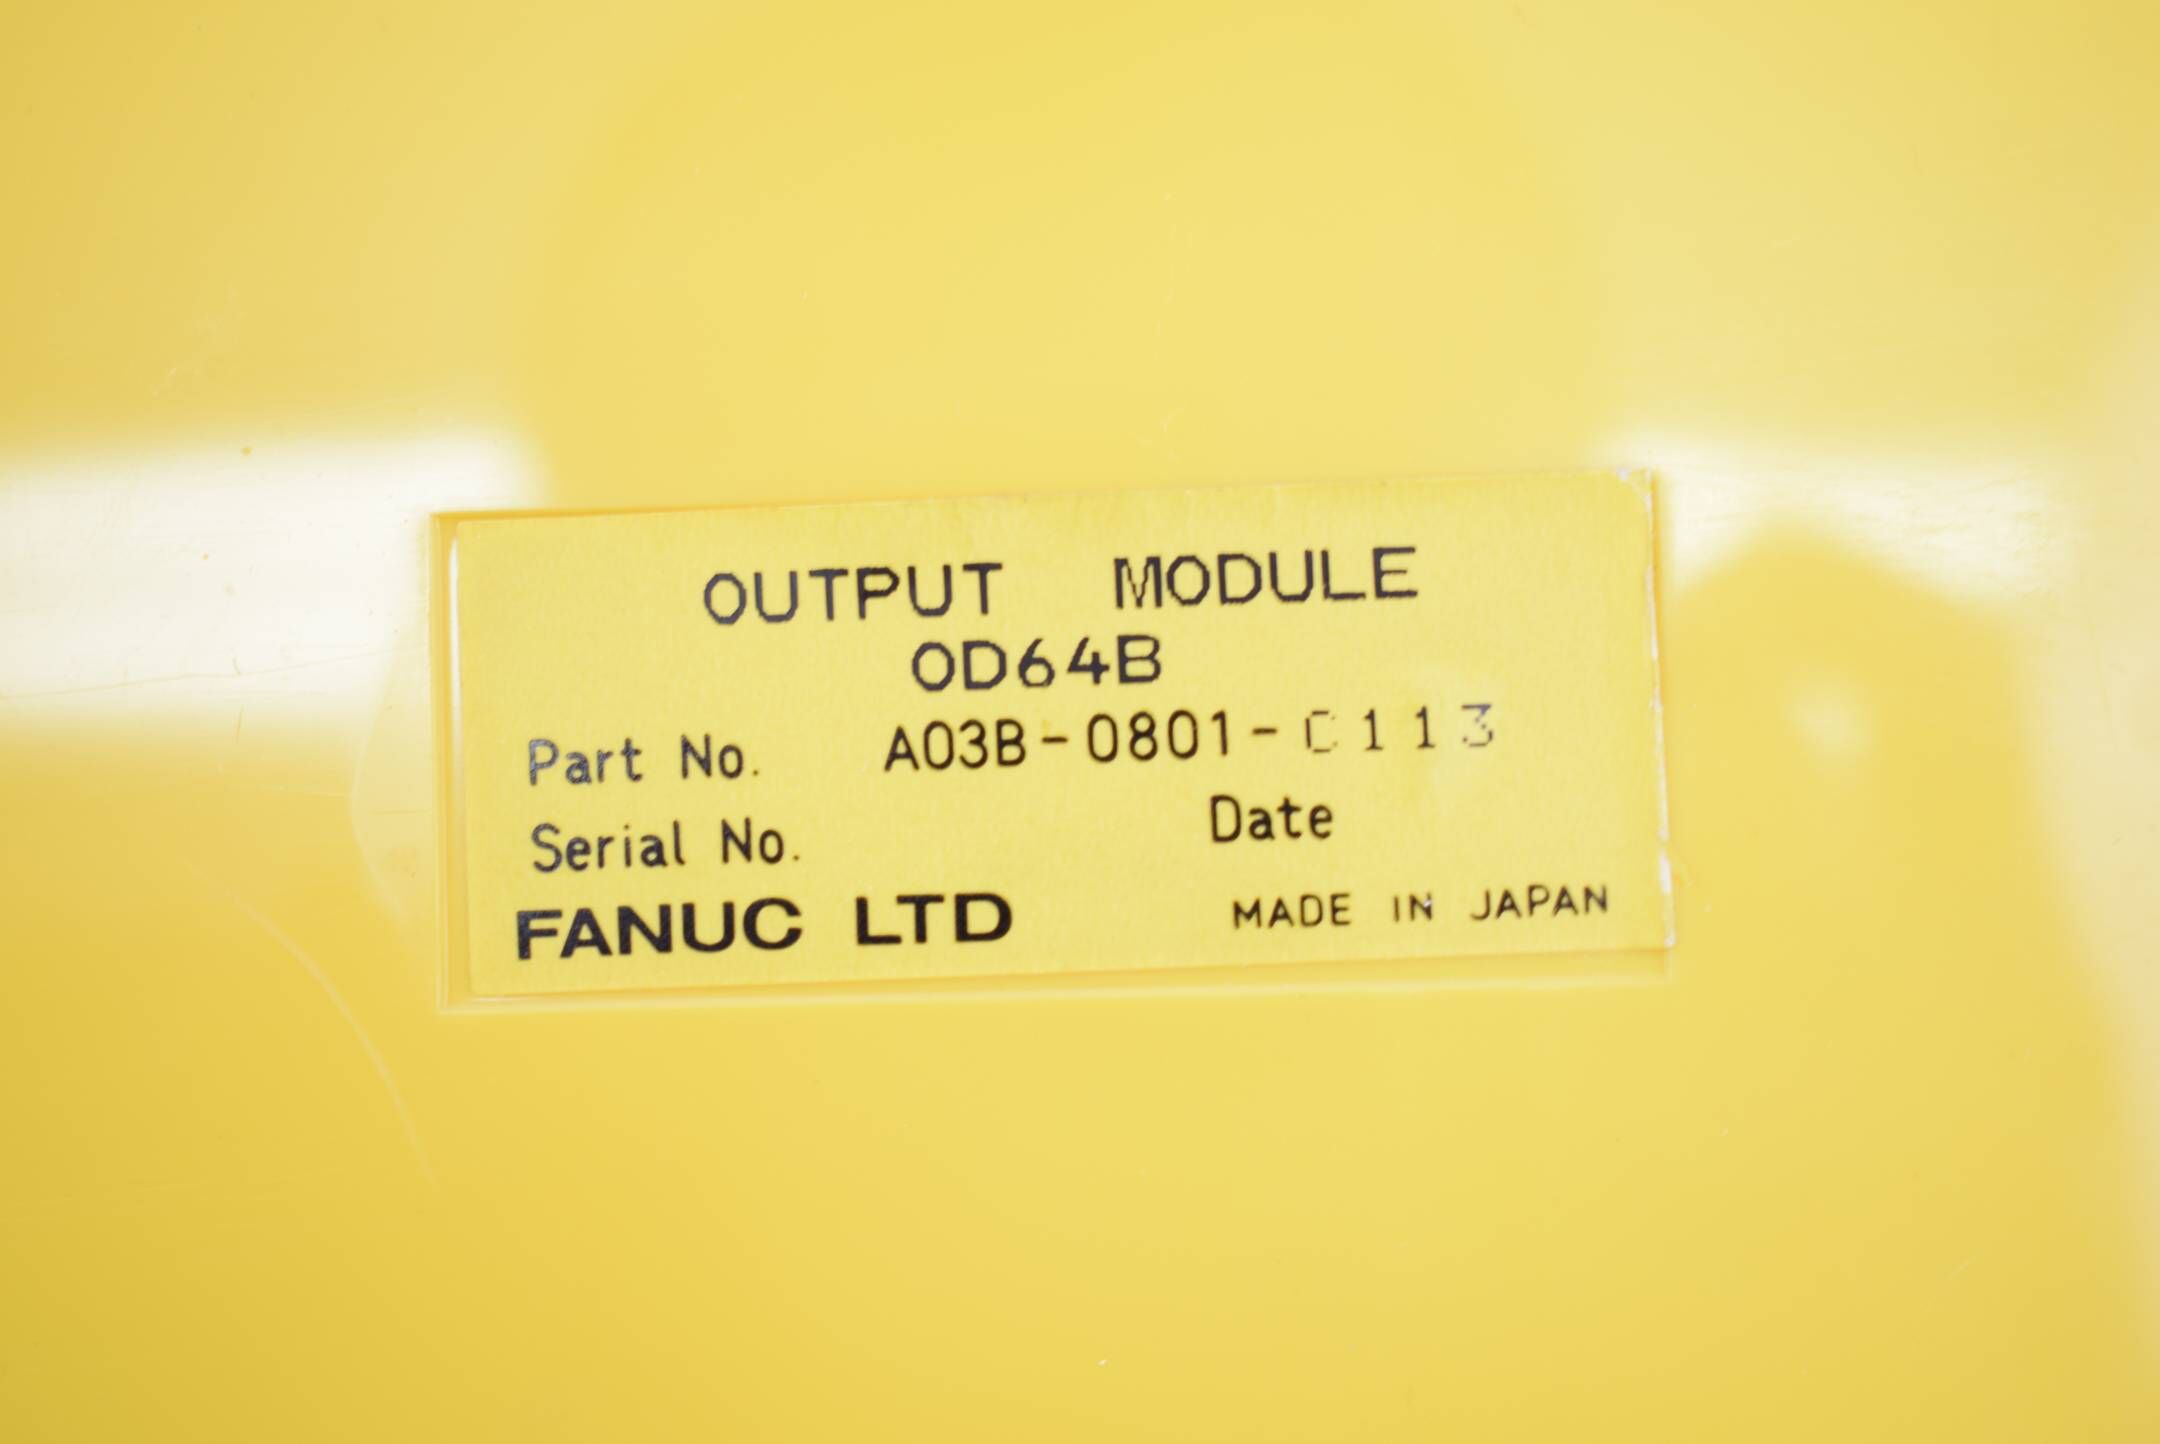 OUTPUT MODULE
OD64B
Part No. A03B-0801-C113
Serial No. Date
FANUC LTD MADE IN JAPAN